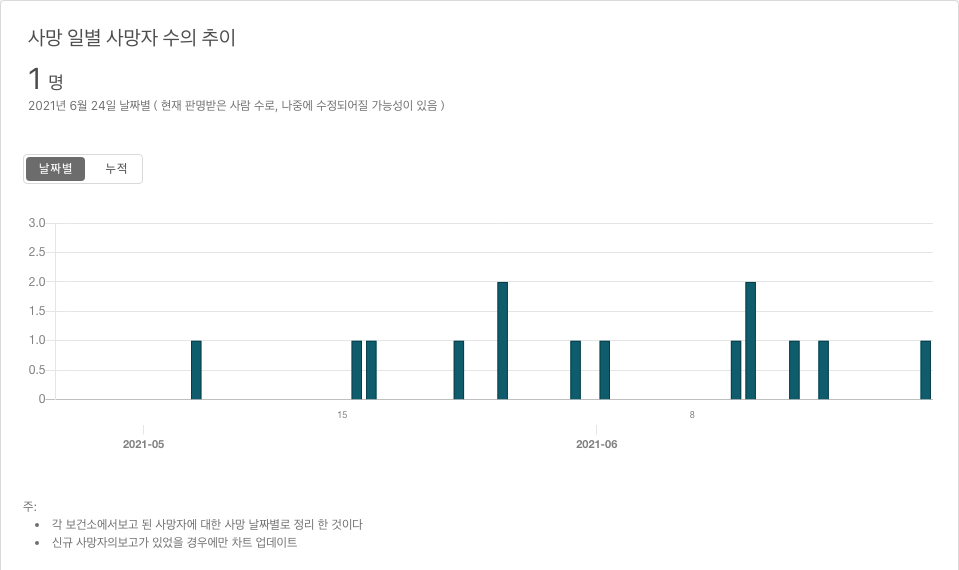 사망 일별 사망자 수의 추이
1 명
2021년 6월 24일 날짜별 ( 현재 판명받은 사람 수로, 나중에 수정되어질 가능성이 있음 )
날짜별 누적
3.0
2.5
2.0
1.5
1.0
0.5
0
15 8
2021-05 2021-06
주:
• 각 보건소에서보고 된 사망자에 대한 사망 날짜별로 정리 한 것이다
• 신규 사망자의보고가 있었을 경우에만 차트 업데이트